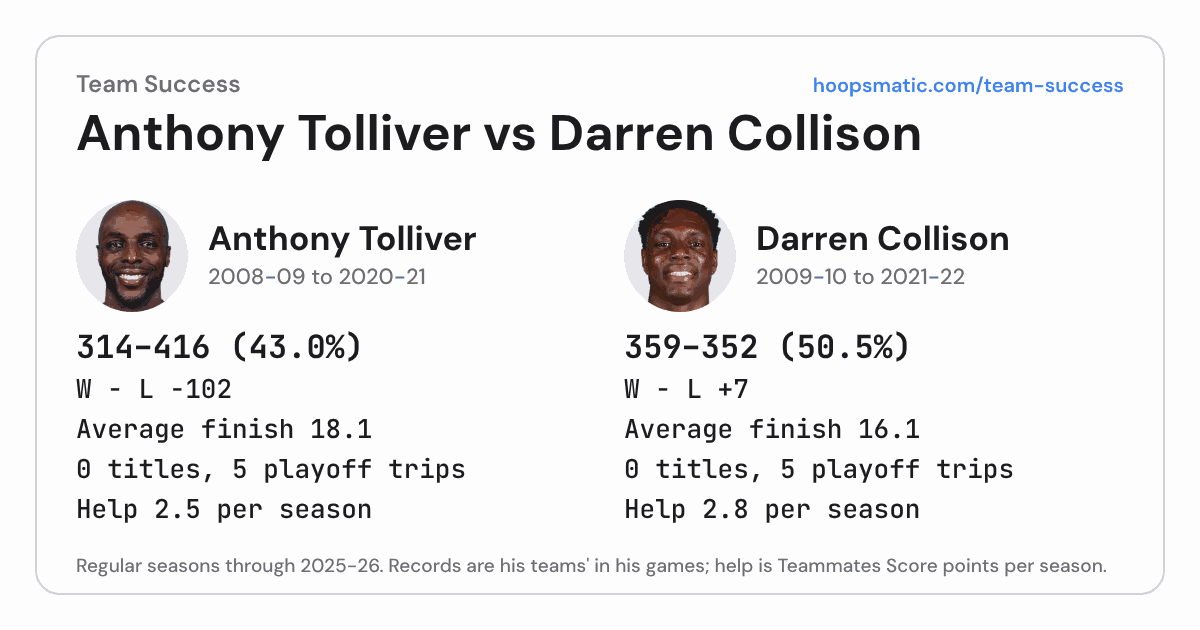 Team Success
hoopsmatic.com/team-success
Anthony Tolliver vs Darren Collison
Anthony Tolliver
2008-09 to 2020-21
314-416 (43.0%)
W - L -102
Average finish 18.1
0 titles, 5 playoff trips
Help 2.5 per season
Darren Collison
2009-10 to 2021-22
359-352 (50.5%)
W - L +7
Average finish 16.1
0 titles, 5 playoff trips
Help 2.8 per season
Regular seasons through 2025-26. Records are his teams' in his games; help is Teammates Score points per season.